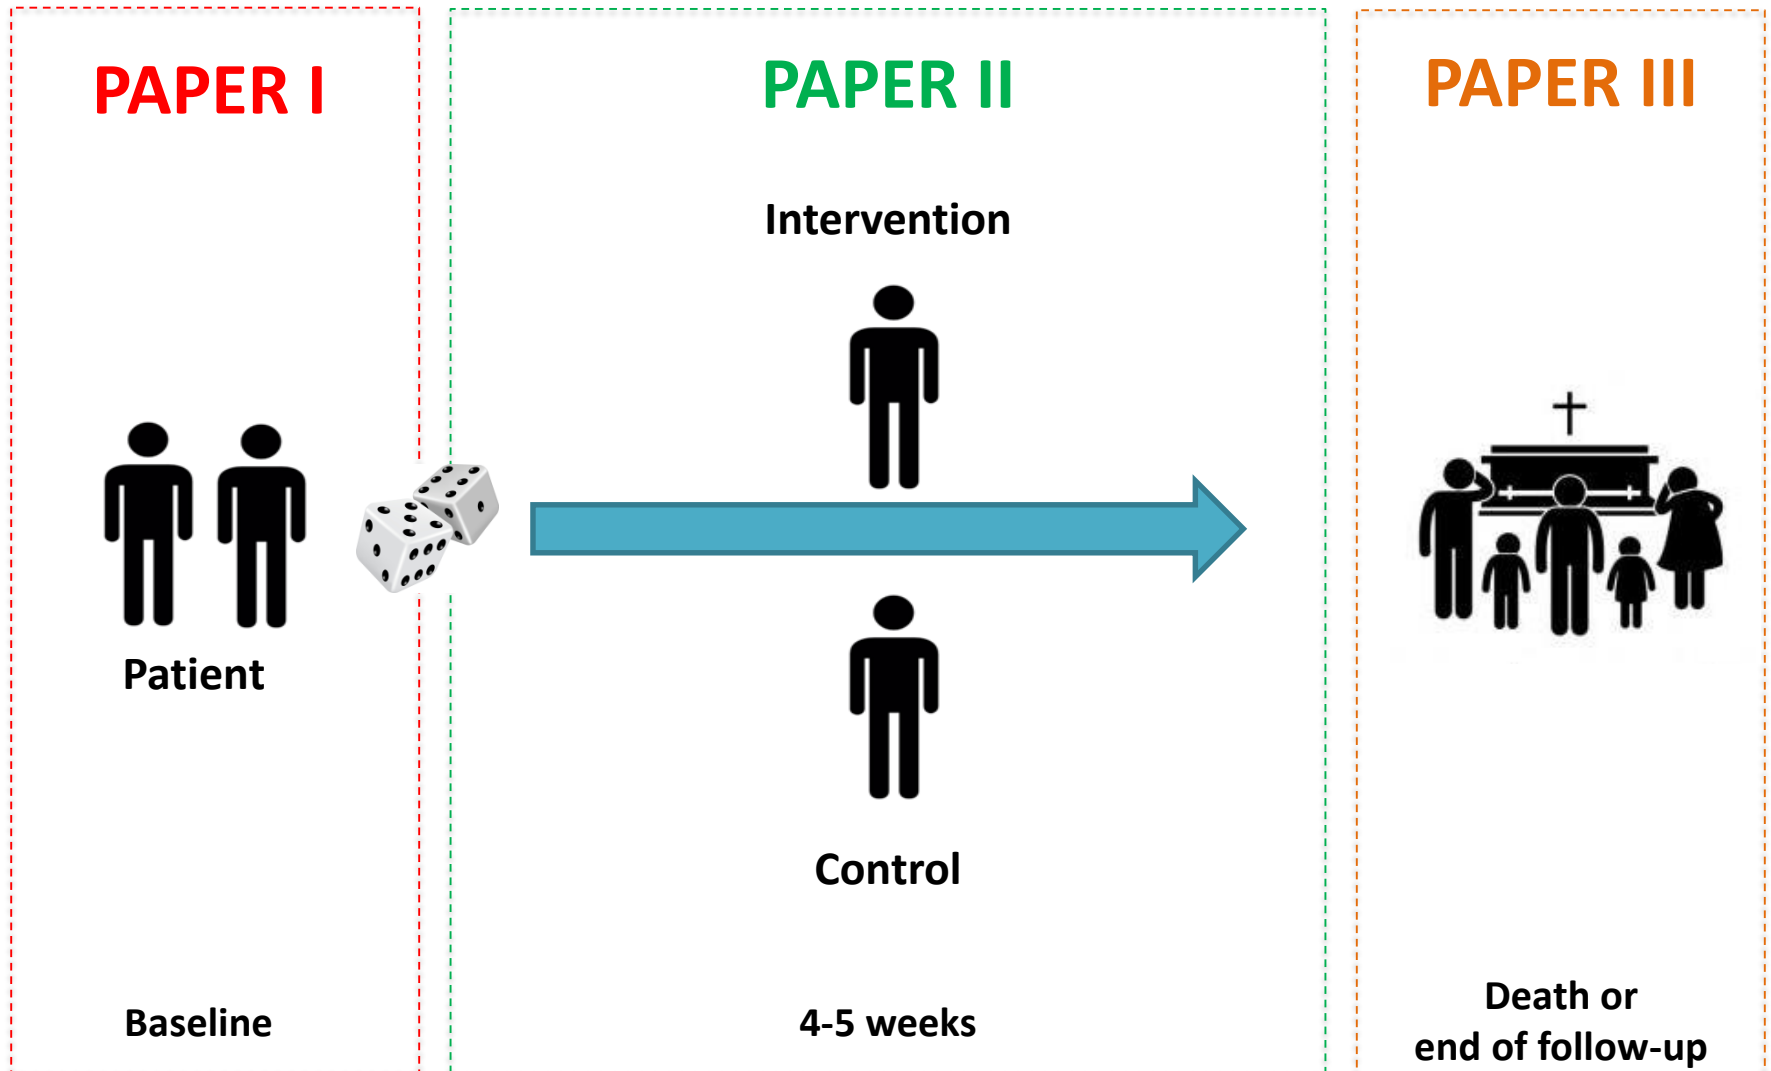 PAPER I
PAPER II
PAPER III
Intervention
Patient
Control
Baseline
4-5 weeks
Death or
end of follow-up